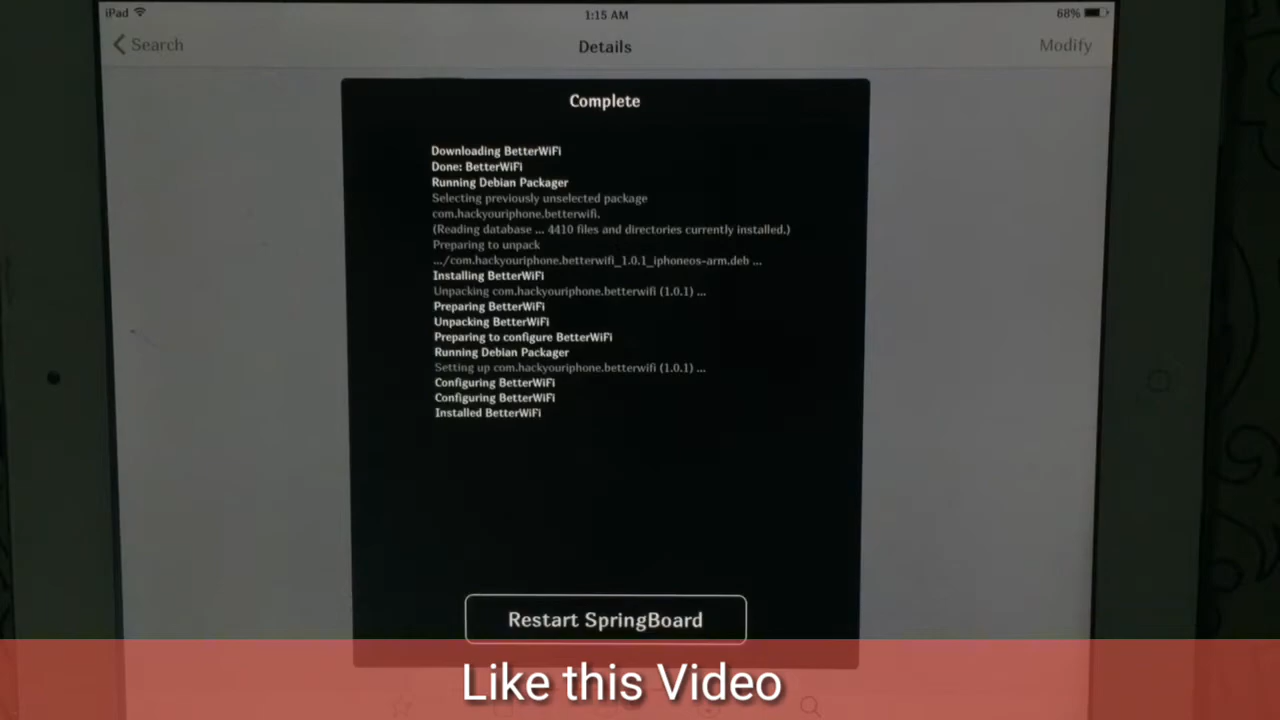 iPad
1:15 AM
68%
Search
Details
Modify
Complete
Downloading BetterWiFi
Done: BetterWiFi
Running Debian Packager
Selecting previously unselected package
com.hackyouriphone.betterwifi.
(Reading database ... 4410 files and directories currently installed.)
Preparing to unpack
.../com.hackyouriphone.betterwifi_1.0.1_iphoneos-arm.deb ...
Installing BetterWiFi
Unpacking com.hackyouriphone.betterwifi (1.0.1) ...
Preparing BetterWiFi
Unpacking BetterWiFi
Preparing to configure BetterWiFi
Running Debian Packager
Setting up com.hackyouriphone.betterwifi (1.0.1) ...
Configuring BetterWiFi
Configuring BetterWiFi
Installed BetterWiFi
Restart SpringBoard
Like this Video